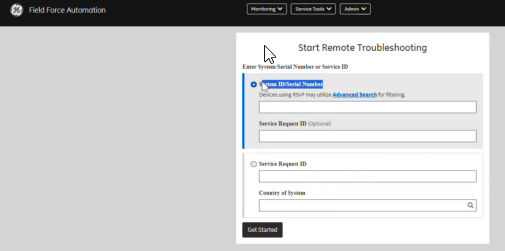 Field Force Automation
Monitoring
Service Tools
Admin
Start Remote Troubleshooting
Enter System/Serial Number or Service ID
System ID/Serial Number
Devices using RSvP may utilize Advanced Search for filtering.
Service Request ID (Optional)
Service Request ID
Country of System
Get Started